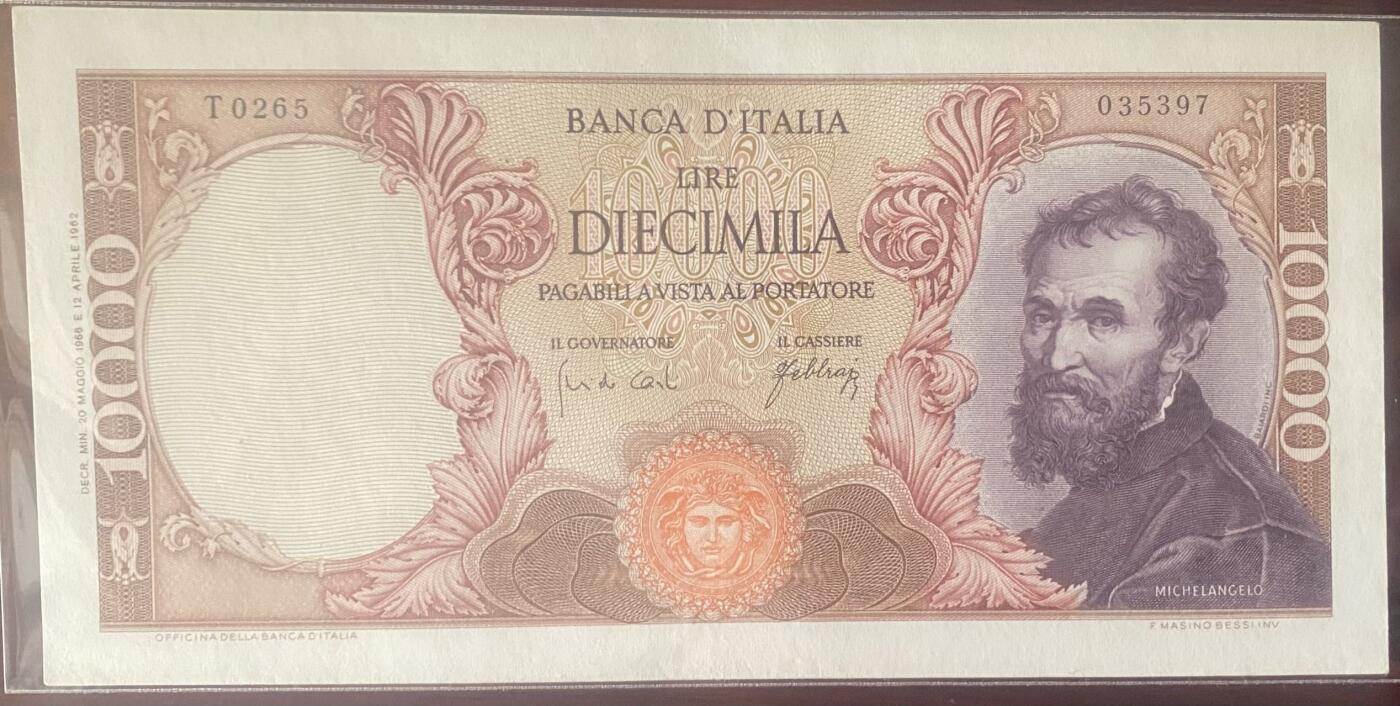 T 0265
035397
BANCA D'ITALIA
LIRE
10000
DIECIMILA
PAGABILI A VISTA AL PORTATORE
IL GOVERNATORE
IL CASSIERE
10000
10000
DECR. MIN. 20 MAGGIO 1966 E 12 APRILE 1962
MICHELANGELO
OFFICINA DELLA BANCA D'ITALIA
F. MASINO BESSI.INV.